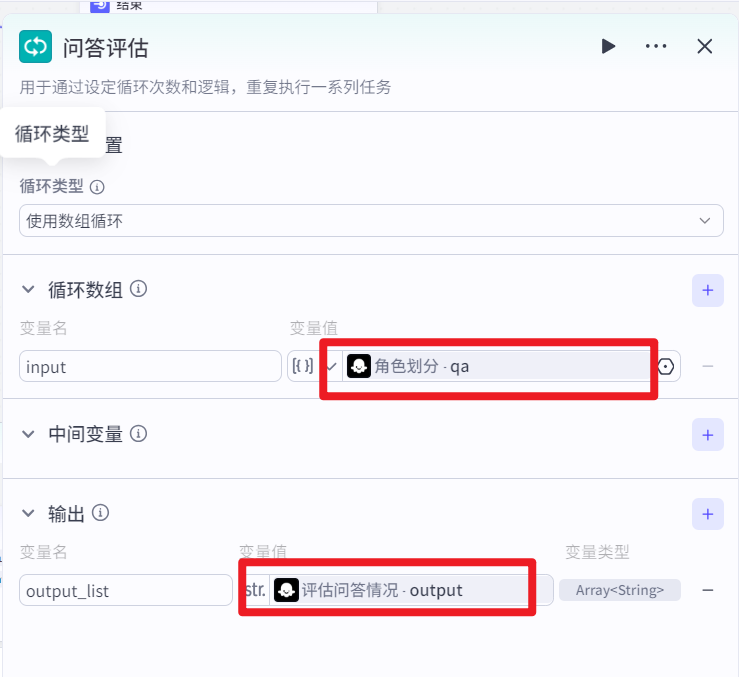 结束
问答评估
用于通过设定循环次数和逻辑，重复执行一系列任务
循环类型
置
循环类型
使用数组循环
循环数组
变量名 变量值
input [()] 角色划分 · qa
中间变量
输出
变量名 变量值 变量类型
output_list str. 评估问答情况 · output Array<String>